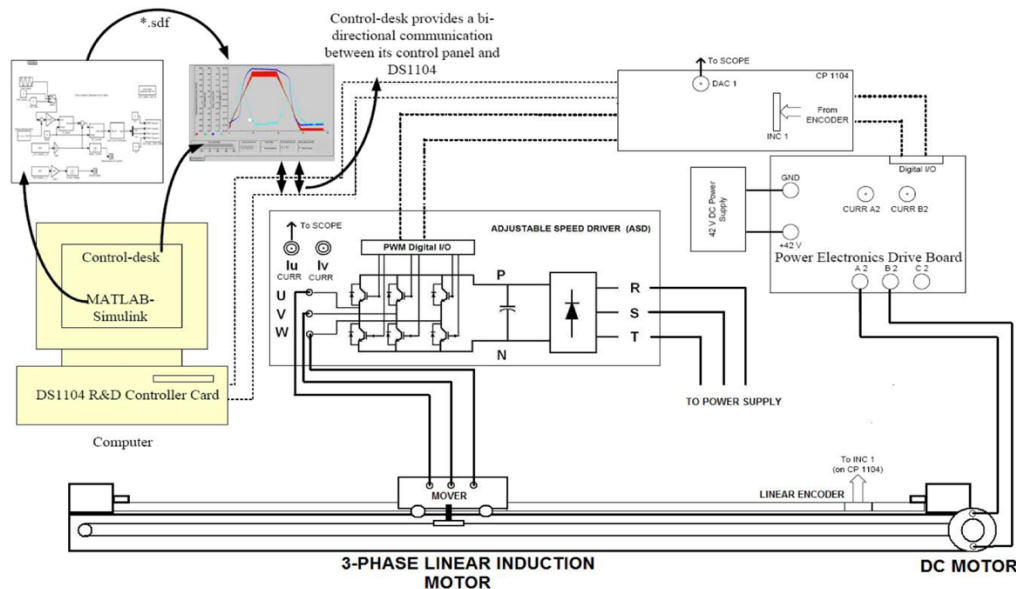 *.sdf
Control-desk provides a bi-
directional communication
between its control panel and
DS1104
To SCOPE
DAC 1
CP 1104
From
ENCODER
INC 1
Digital I/O
GND
42 V DC Power
Supply
+42 V
CURR A2
CURR B2
Power Electronics Drive Board
A 2
B 2
C 2
To SCOPE
ADJUSTABLE SPEED DRIVER (ASD)
PWM Digital I/O
Iu
Iv
CURR
CURR
U
V
W
P
N
R
S
T
TO POWER SUPPLY
Control-desk
MATLAB-
Simulink
DS1104 R&D Controller Card
Computer
To INC 1
(on CP 1104)
LINEAR ENCODER
MOVER
3-PHASE LINEAR INDUCTION
MOTOR
DC MOTOR